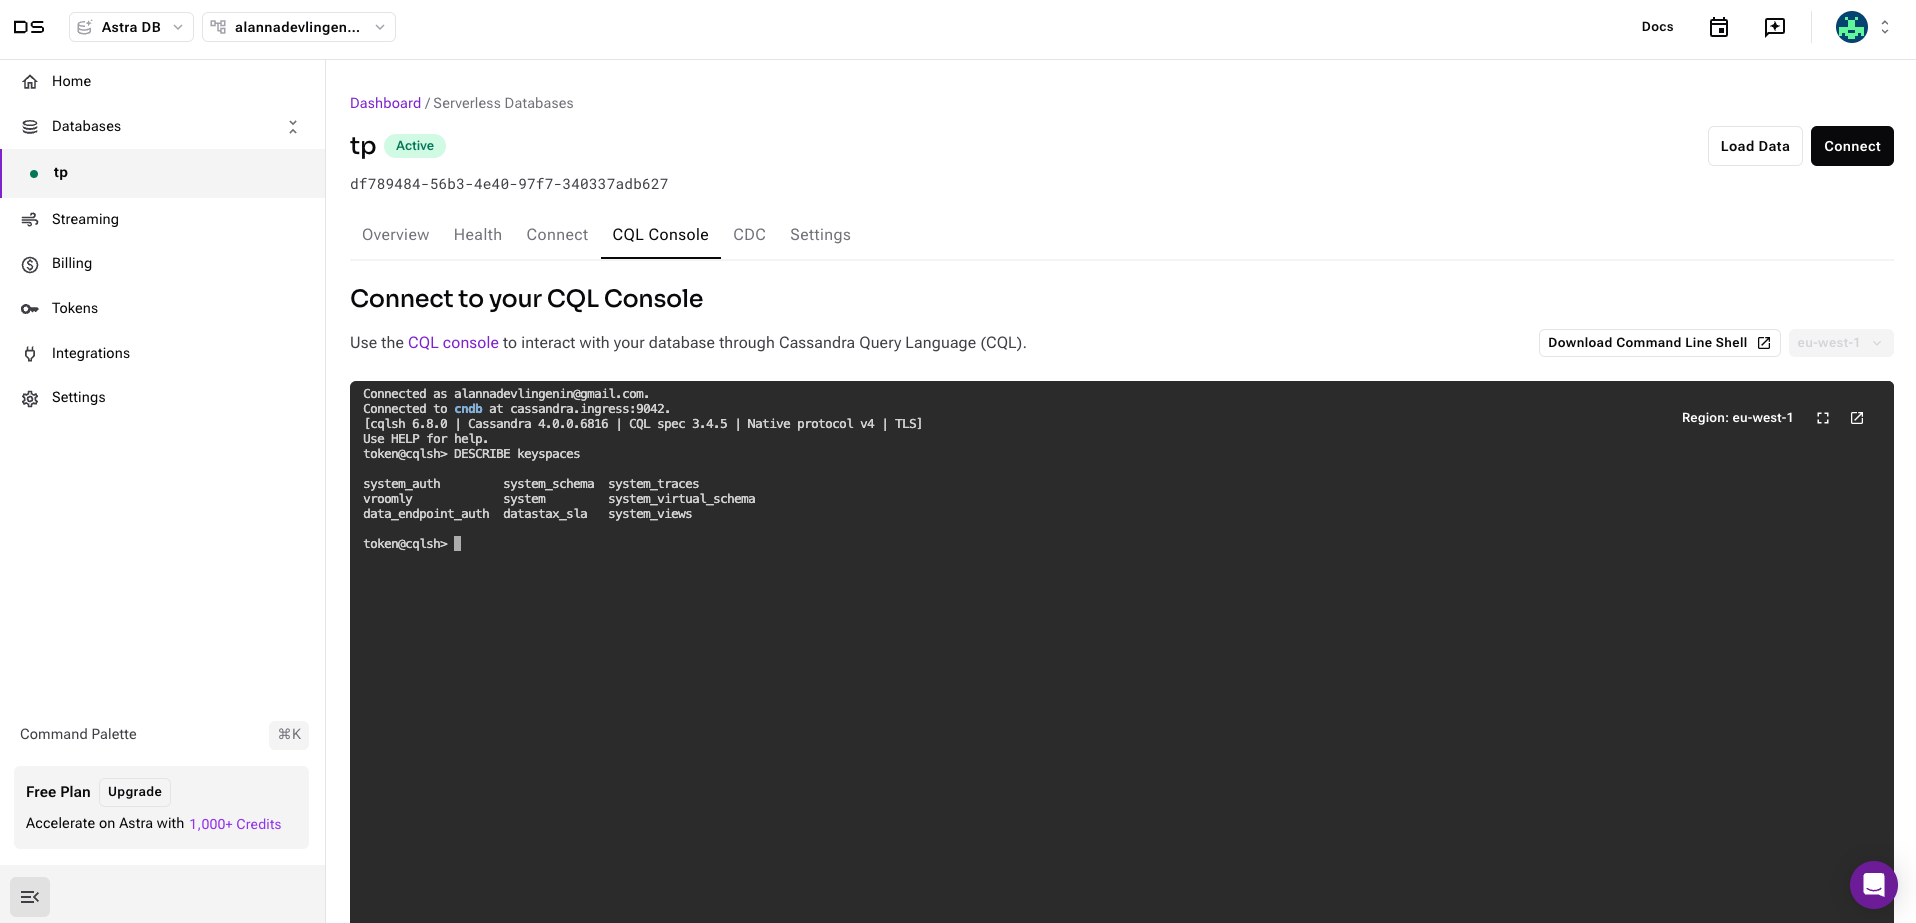 DS
Astra DB
alannadevlingen...
Docs
Home
Databases
tp
Streaming
Billing
Tokens
Integrations
Settings
Command Palette
⌘K
Free Plan
Upgrade
Accelerate on Astra with 1,000+ Credits
Dashboard / Serverless Databases
tp
Active
Load Data
Connect
df789484-56b3-4e40-97f7-340337adb627
Overview
Health
Connect
CQL Console
CDC
Settings
Connect to your CQL Console
Use the CQL console to interact with your database through Cassandra Query Language (CQL).
Download Command Line Shell
eu-west-1
Connected as alannadevlingenin@gmail.com.
Connected to cndb at cassandra.ingress:9042.
[cqlsh 6.8.0 | Cassandra 4.0.0.6816 | CQL spec 3.4.5 | Native protocol v4 | TLS]
Use HELP for help.
token@cqlsh> DESCRIBE keyspaces
system_auth system_schema system_traces
vroomly system system_virtual_schema
data_endpoint_auth datastax_sla system_views
token@cqlsh>
Region: eu-west-1